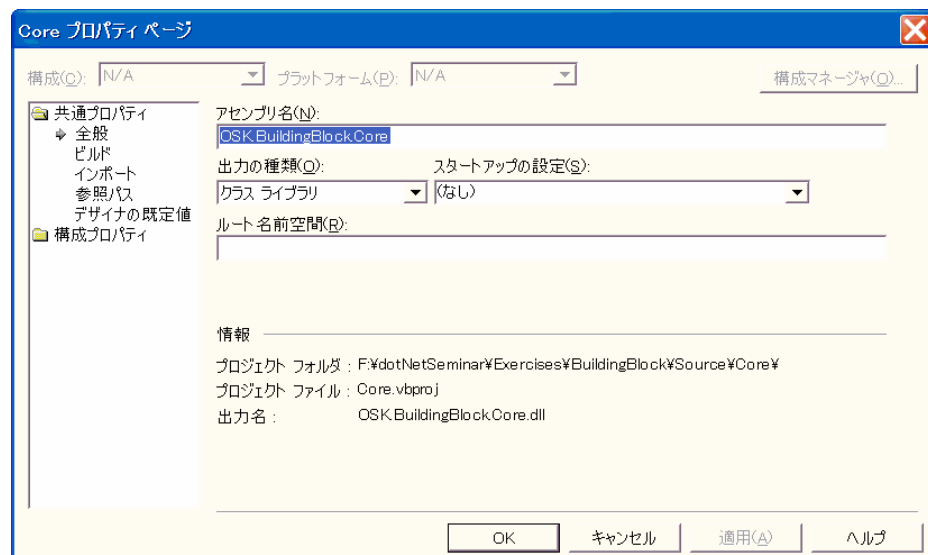 Core プロパティ ページ
構成(C): N/A プラットフォーム(P): N/A 構成マネージャ(O)...
共通プロパティ
全般
ビルド
インポート
参照パス
デザイナの既定値
構成プロパティ
アセンブリ名(N):
OSK.BuildingBlock.Core
出力の種類(O): スタートアップの設定(S):
クラス ライブラリ (なし)
ルート名前空間(R):
情報
プロジェクト フォルダ : F:¥dotNetSeminar¥Exercises¥BuildingBlock¥Source¥Core¥
プロジェクト ファイル : Core.vbproj
出力名 : OSK.BuildingBlock.Core.dll
OK キャンセル 適用(A) ヘルプ